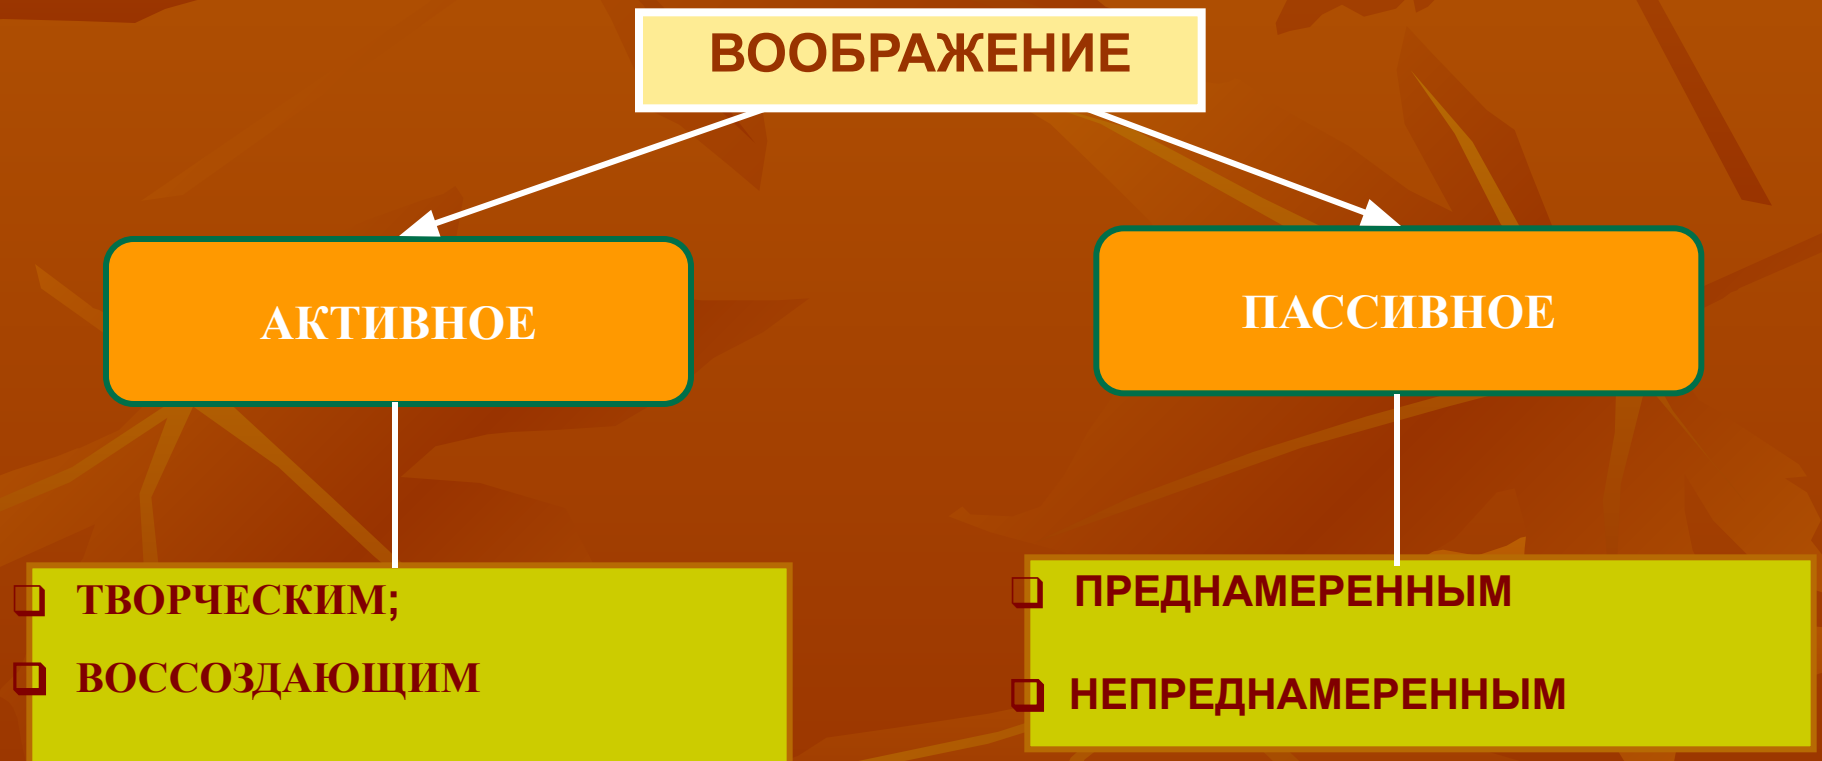 ВООБРАЖЕНИЕ
АКТИВНОЕ
ПАССИВНОЕ
ТВОРЧЕСКИМ;
ВОССОЗДАЮЩИМ
ПРЕДНАМЕРЕННЫМ
НЕПРЕДНАМЕРЕННЫМ